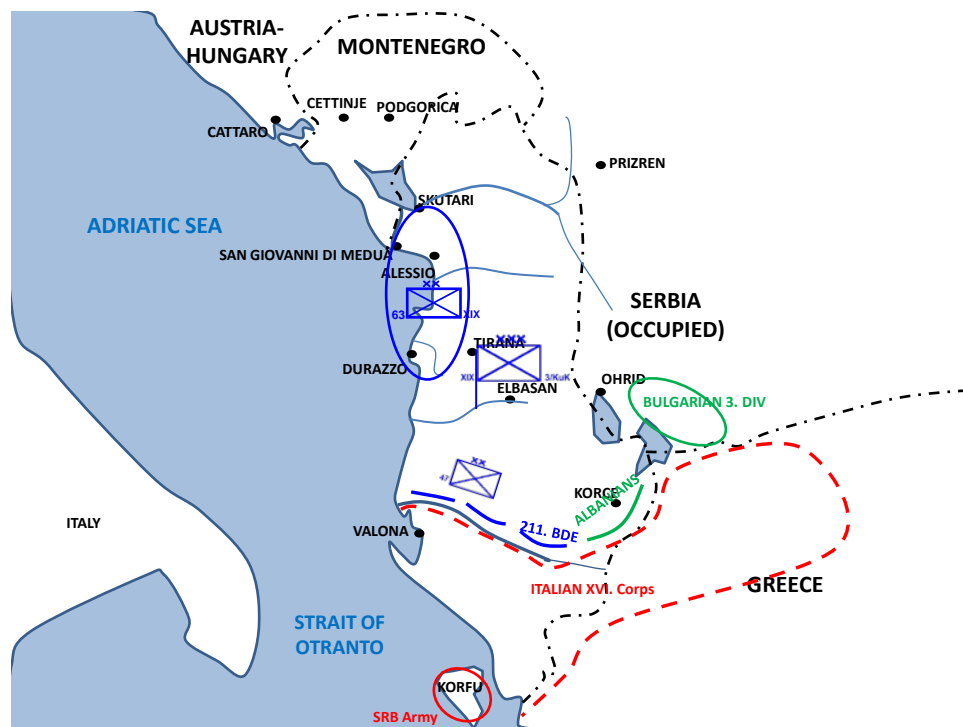 AUSTRIA-
HUNGARY
MONTENEGRO
CETTINJE
PODGORICA
CATTARO
PRIZREN
SKUTARI
ADRIATIC SEA
SAN GIOVANNI DI MEDUA
ALESSIO
XX
63
XIX
SERBIA
(OCCUPIED)
XXX
TIRANA
DURAZZO
XIX
3/KuK
ELBASAN
OHRID
BULGARIAN 3. DIV
XX
47
KORCE
ALBANIANS
211. BDE
ITALY
VALONA
ITALIAN XVI. Corps
GREECE
STRAIT OF
OTRANTO
KORFU
SRB Army